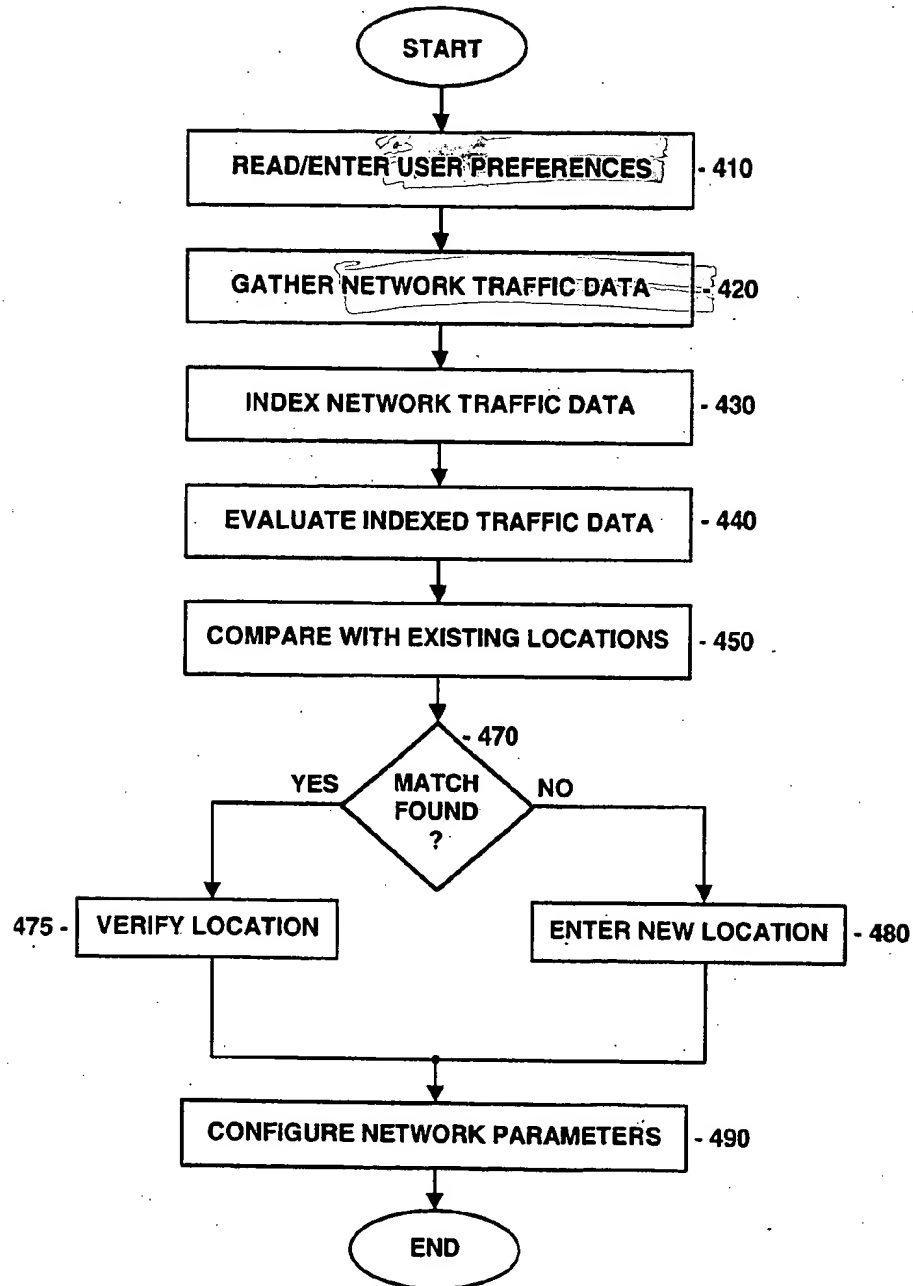 START
READ/ENTER USER PREFERENCES - 410
GATHER NETWORK TRAFFIC DATA - 420
INDEX NETWORK TRAFFIC DATA - 430
EVALUATE INDEXED TRAFFIC DATA - 440
COMPARE WITH EXISTING LOCATIONS - 450
- 470
YES
MATCH
FOUND
?
NO
475 - VERIFY LOCATION
ENTER NEW LOCATION - 480
CONFIGURE NETWORK PARAMETERS - 490
END